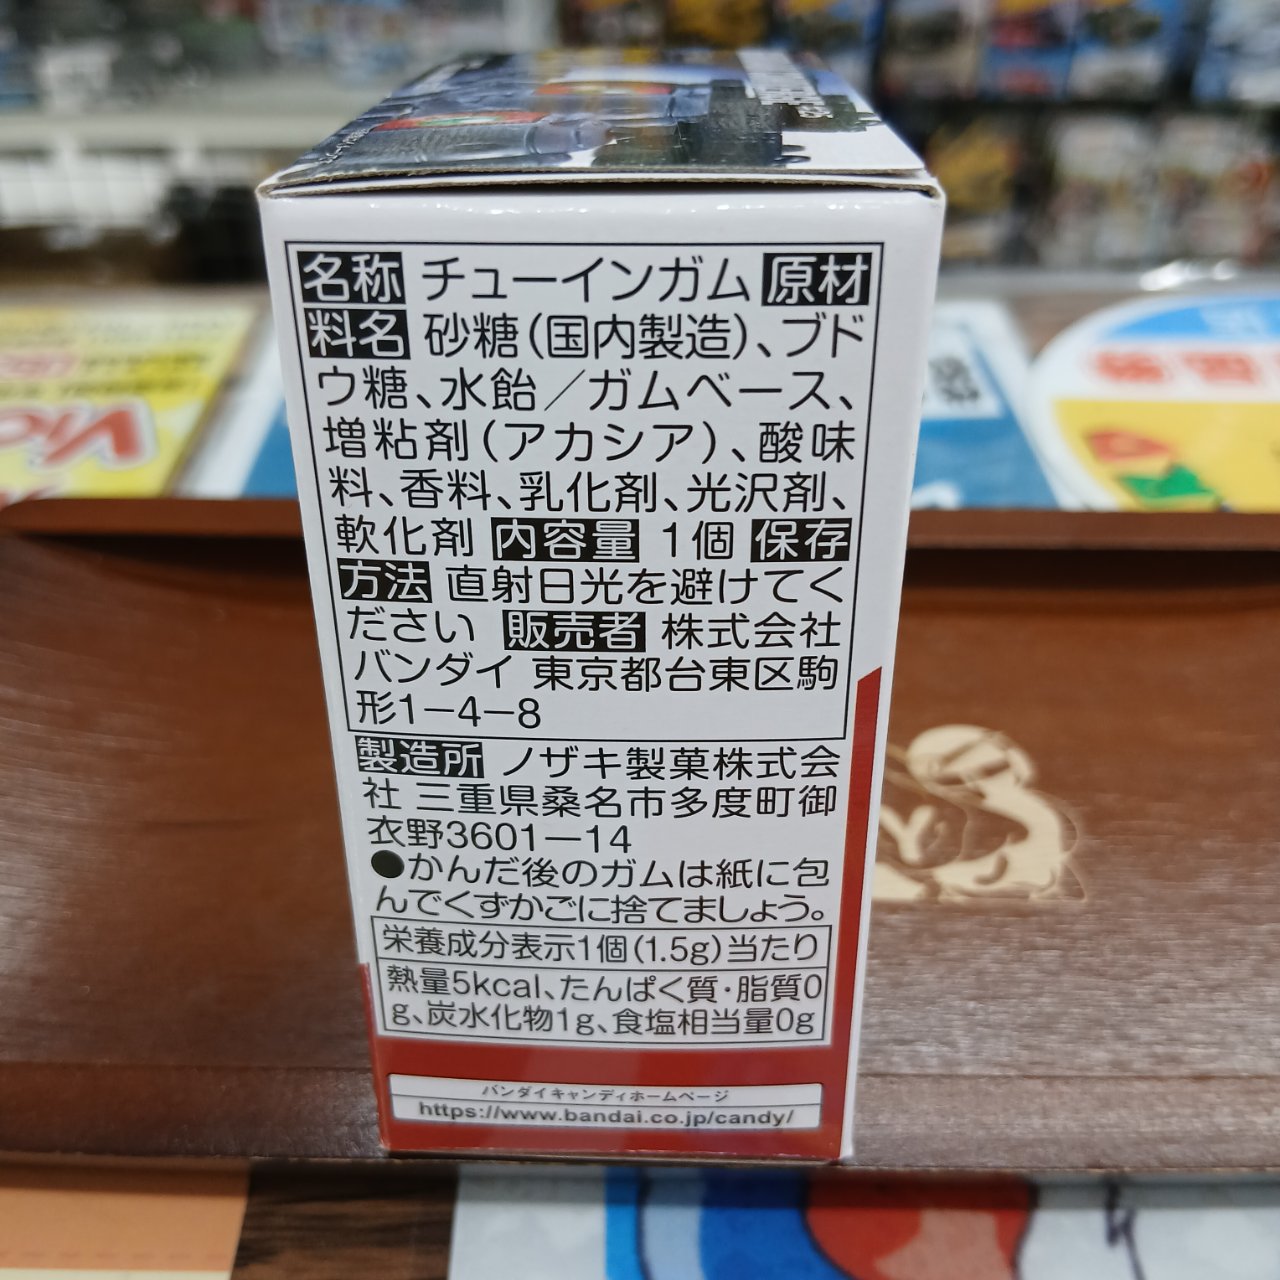 名称 チューインガム 原材
料名 砂糖(国内製造)、ブド
ウ糖、水飴／ガムベース、
増粘剤(アカシア)、酸味
料、香料、乳化剤、光沢剤、
軟化剤 内容量 1個 保存
方法 直射日光を避けてく
ださい 販売者 株式会社
バンダイ 東京都台東区駒
形1－4－8
製造所 ノザキ製菓株式会
社 三重県桑名市多度町御
衣野3601－14
●かんだ後のガムは紙に包
んでくずかごに捨てましょう。
栄養成分表示1個(1.5g)当たり
熱量5kcal、たんぱく質・脂質0
g、炭水化物1g、食塩相当量0g
バンダイキャンディホームページ
https://www.bandai.co.jp/candy/